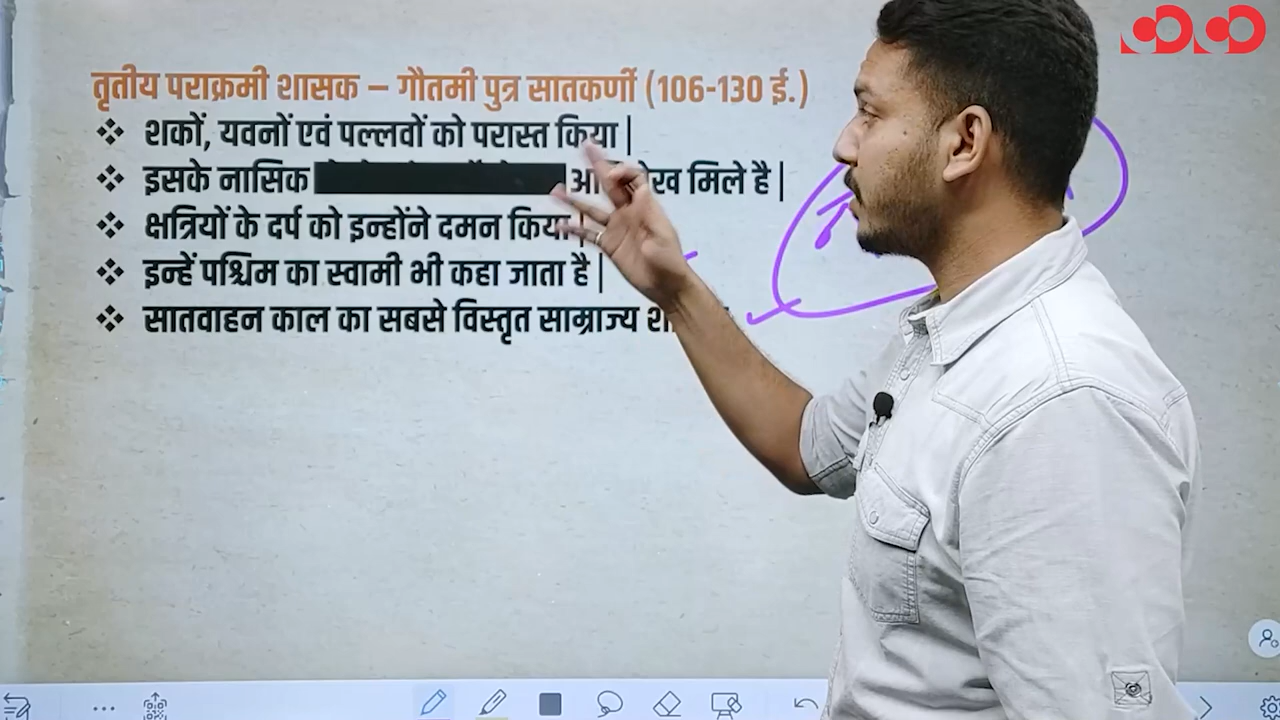 तृतीय पराक्रमी शासक – गौतमी पुत्र सातकर्णी (106-130 ई.)
❖ शकों, यवनों एवं पल्लवों को परास्त किया |
❖ इसके नासिक मिले है |
❖ क्षत्रियों के दर्प को इन्होंने दमन किया |
❖ इन्हें पश्चिम का स्वामी भी कहा जाता है |
❖ सातवाहन काल का सबसे विस्तृत साम्राज्य